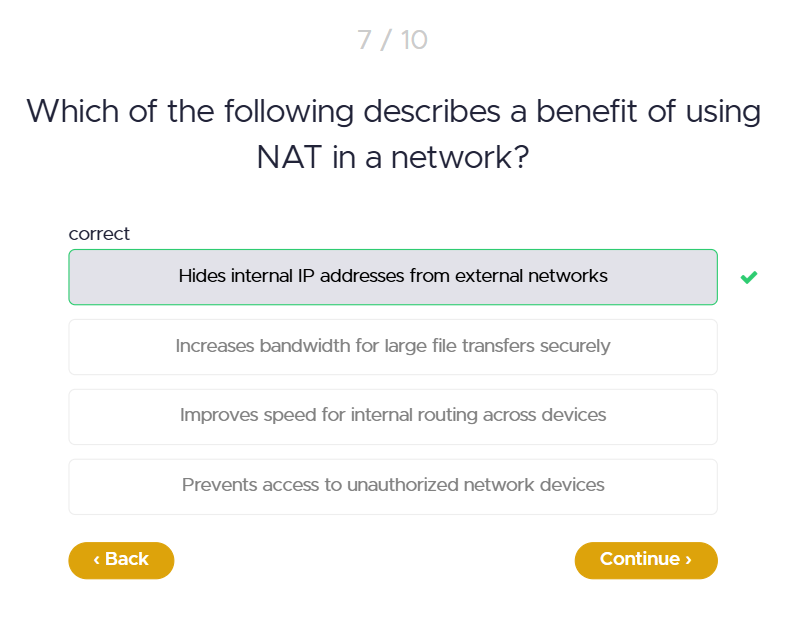 7 / 10
Which of the following describes a benefit of using
NAT in a network?
correct
Hides internal IP addresses from external networks
Increases bandwidth for large file transfers securely
Improves speed for internal routing across devices
Prevents access to unauthorized network devices
‹ Back
Continue ›